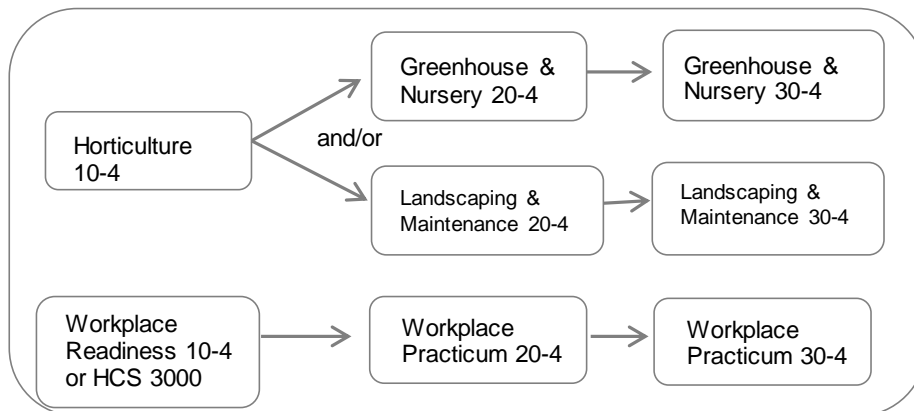 Greenhouse &
Nursery 20-4
Greenhouse &
Nursery 30-4
Horticulture
10-4
and/or
Landscaping &
Maintenance 20-4
Landscaping &
Maintenance 30-4
Workplace
Readiness 10-4
or HCS 3000
Workplace
Practicum 20-4
Workplace
Practicum 30-4